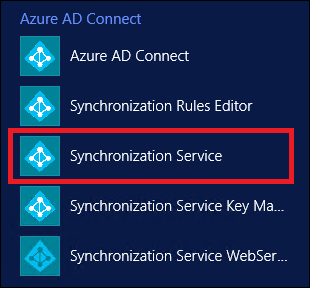 Azure AD Connect
Azure AD Connect
Synchronization Rules Editor
Synchronization Service
Synchronization Service Key Ma...
Synchronization Service WebSer...